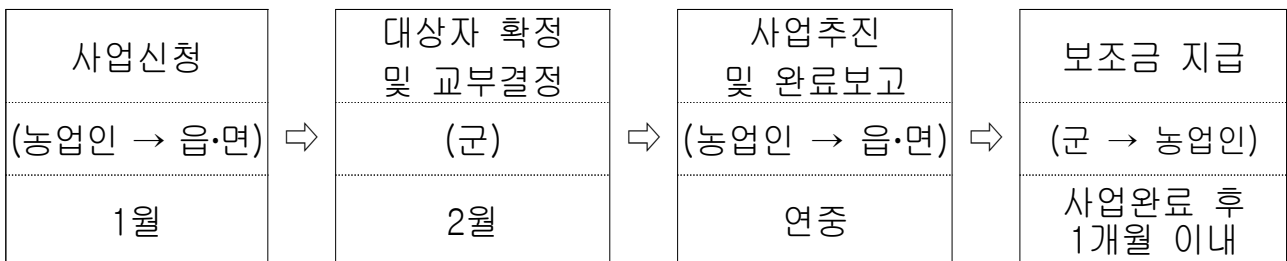 사업신청
(농업인 → 읍·면)
1월
⇨
대상자 확정
및 교부결정
(군)
2월
⇨
사업추진
및 완료보고
(농업인 → 읍·면)
연중
⇨
보조금 지급
(군 → 농업인)
사업완료 후
1개월 이내